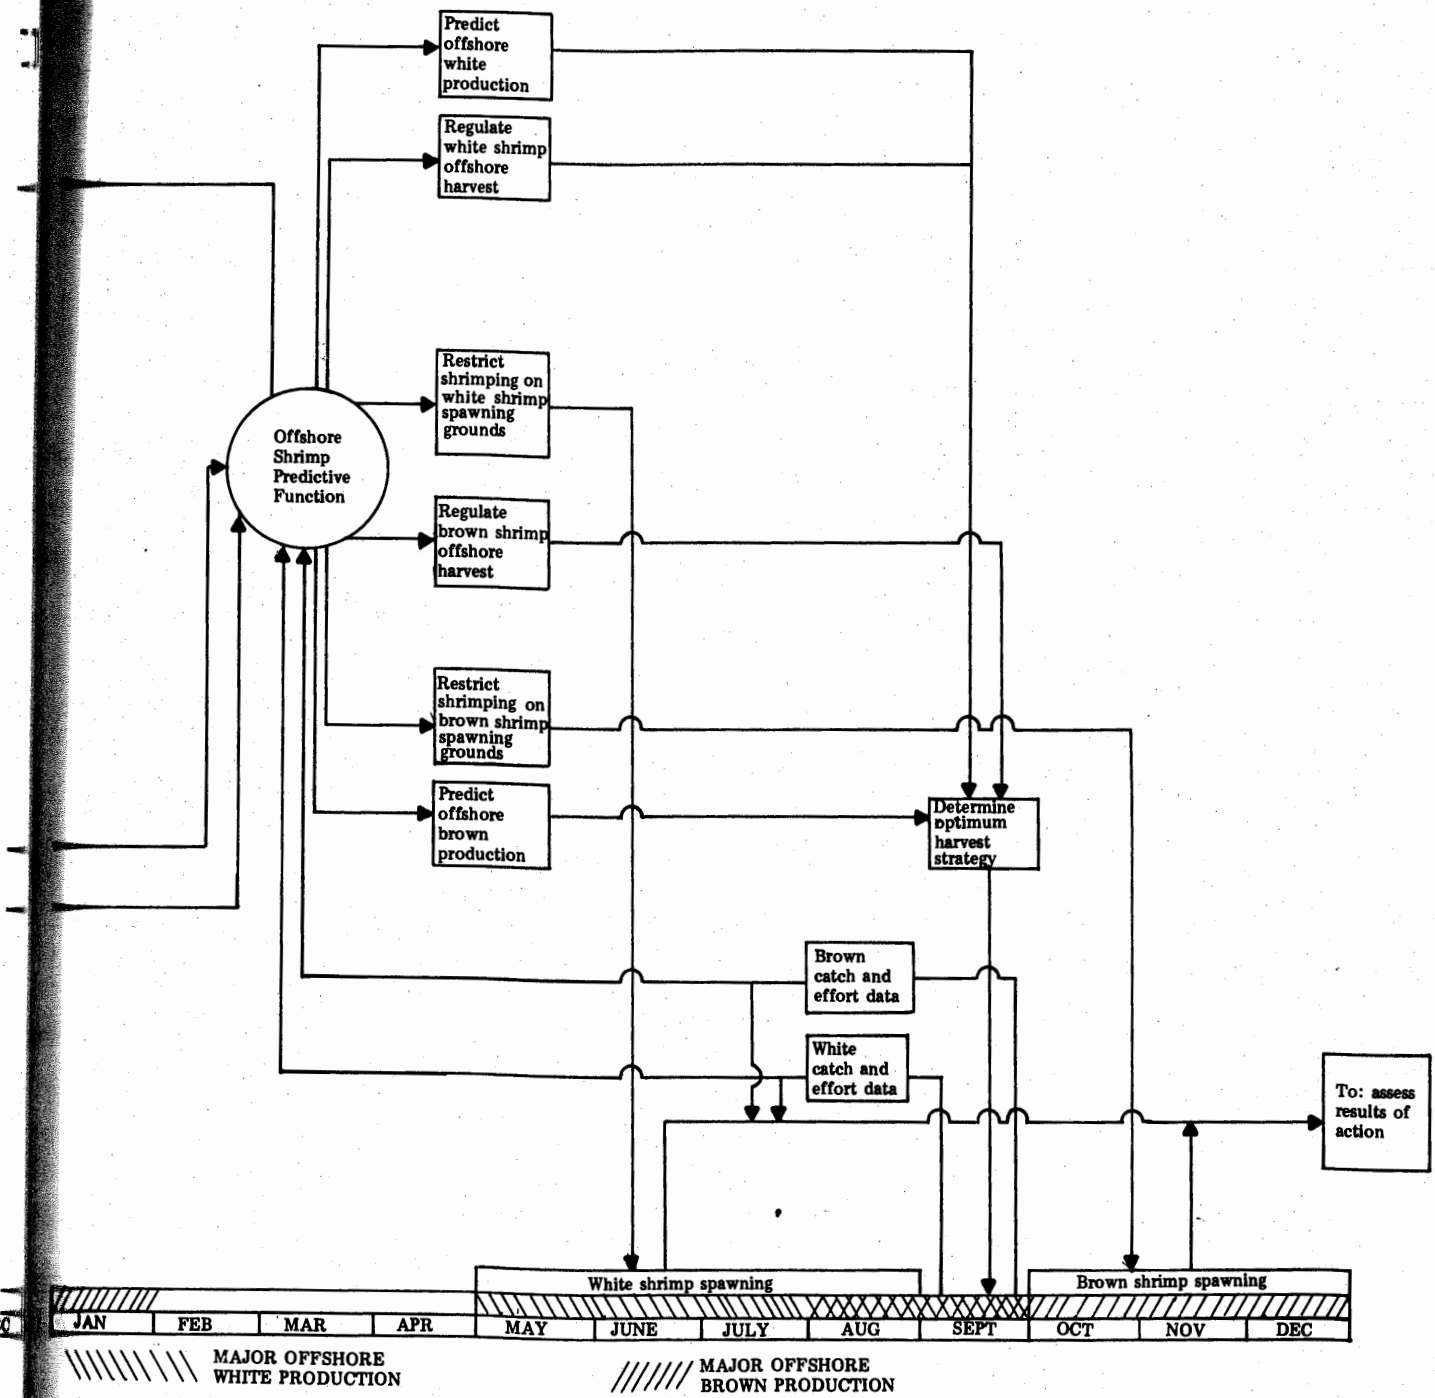 Predict
offshore
white
production
Regulate
white shrimp
offshore
harvest
Restrict
shrimping on
white shrimp
spawning
grounds
Offshore
Shrimp
Predictive
Function
Regulate
brown shrimp
offshore
harvest
Restrict
shrimping on
brown shrimp
spawning
grounds
Predict
offshore
brown
production
Determine
optimum
harvest
strategy
Brown
catch and
effort data
White
catch and
effort data
To: assess
results of
action
White shrimp spawning
Brown shrimp spawning
JAN FEB MAR APR MAY JUNE JULY AUG SEPT OCT NOV DEC
MAJOR OFFSHORE
WHITE PRODUCTION
MAJOR OFFSHORE
BROWN PRODUCTION